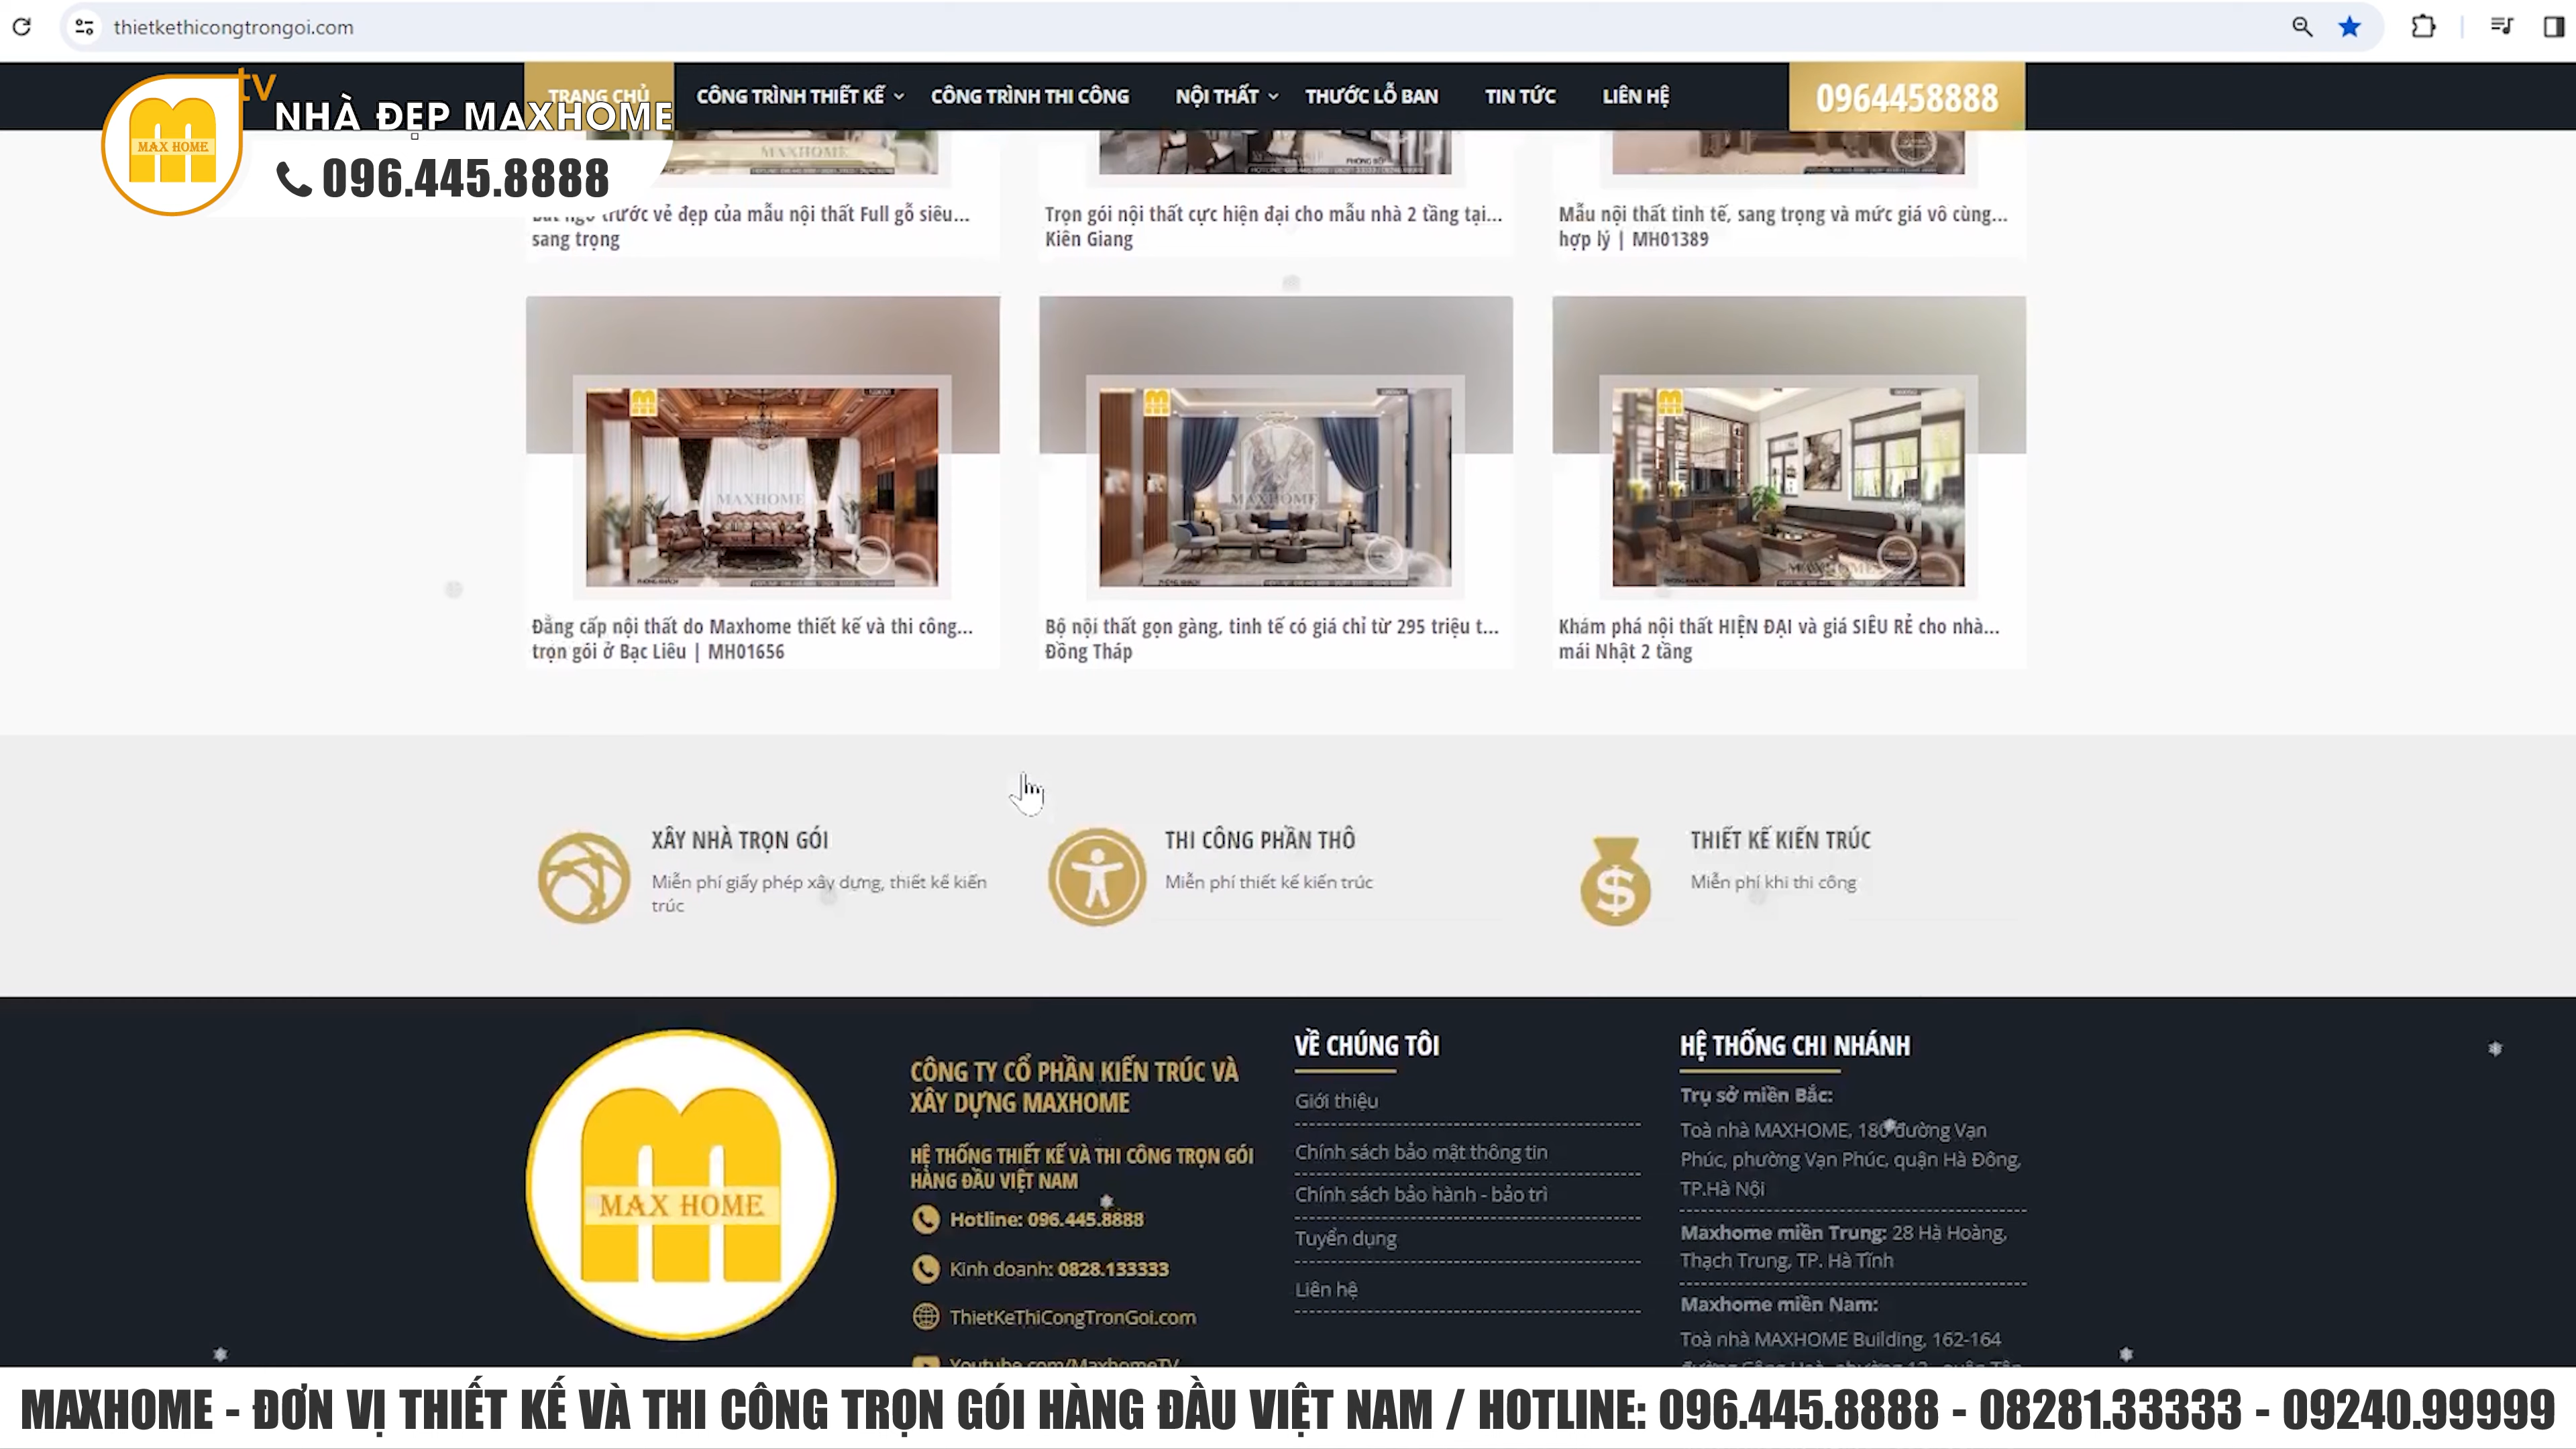 thietkethicongtrongoi.com
tv
NHÀ ĐẸP MAXHOME
MAX HOME
096.445.8888
TRANG CHỦ
CÔNG TRÌNH THIẾT KẾ
CÔNG TRÌNH THI CÔNG
NỘI THẤT
THƯỚC LỖ BAN
TIN TỨC
LIÊN HỆ
0964458888
MAXHOME
trước vẻ đẹp của mẫu nội thất Full gỗ siêu...
sang trọng
Trọn gói nội thất cực hiện đại cho mẫu nhà 2 tầng tại...
Kiên Giang
Mẫu nội thất tinh tế, sang trọng và mức giá vô cùng...
hợp lý | MH01389
MAXHOME
MAXHOME
MAXHOME
Đẳng cấp nội thất do Maxhome thiết kế và thi công...
trọn gói ở Bạc Liêu | MH01656
Bộ nội thất gọn gàng, tinh tế có giá chỉ từ 295 triệu t...
Đồng Tháp
Khám phá nội thất HIỆN ĐẠI và giá SIÊU RẺ cho nhà...
mái Nhật 2 tầng
XÂY NHÀ TRỌN GÓI
Miễn phí giấy phép xây dựng, thiết kế kiến
trúc
THI CÔNG PHẦN THÔ
Miễn phí thiết kế kiến trúc
THIẾT KẾ KIẾN TRÚC
Miễn phí khi thi công
MAX HOME
CÔNG TY CỔ PHẦN KIẾN TRÚC VÀ
XÂY DỰNG MAXHOME
HỆ THỐNG THIẾT KẾ VÀ THI CÔNG TRỌN GÓI
HÀNG ĐẦU VIỆT NAM
Hotline: 096.445.8888
Kinh doanh: 0828.133333
ThietKeThiCongTronGoi.com
Youtube.com/MaxhomeTV
VỀ CHÚNG TÔI
Giới thiệu
Chính sách bảo mật thông tin
Chính sách bảo hành - bảo trì
Tuyển dụng
Liên hệ
HỆ THỐNG CHI NHÁNH
Trụ sở miền Bắc:
Toà nhà MAXHOME, 180 đường Vạn
Phúc, phường Vạn Phúc, quận Hà Đông,
TP.Hà Nội
Maxhome miền Trung: 28 Hà Hoàng,
Thạch Trung, TP. Hà Tĩnh
Maxhome miền Nam:
Toà nhà MAXHOME Building, 162-164
MAXHOME - ĐƠN VỊ THIẾT KẾ VÀ THI CÔNG TRỌN GÓI HÀNG ĐẦU VIỆT NAM / HOTLINE: 096.445.8888 - 08281.33333 - 09240.99999